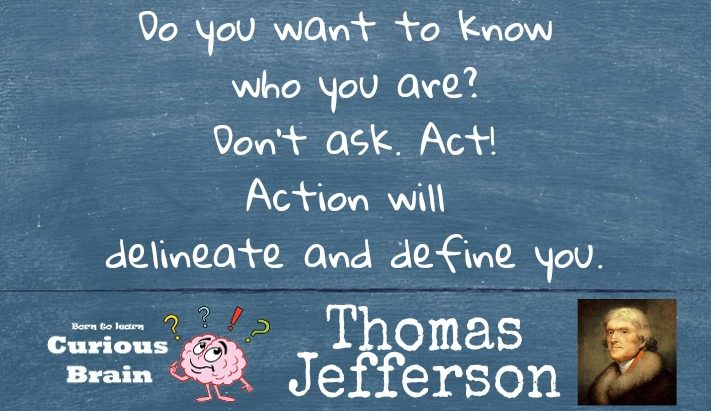 Do you want to know
who you are?
Don't ask. Act!
Action will
delineate and define you.
Born to learn
Curious
Brain
Thomas
Jefferson